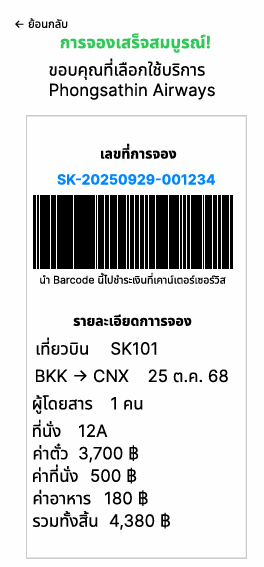 ← ย้อนกลับ
การจองเสร็จสมบูรณ์!
ขอบคุณที่เลือกใช้บริการ
Phongsathin Airways
เลขที่การจอง
SK-20250929-001234
นำ Barcode นี้ไปชำระเงินที่เคาน์เตอร์เซอร์วิส
รายละเอียดกาารจอง
เที่ยวบิน SK101
BKK → CNX 25 ต.ค. 68
ผู้โดยสาร 1 คน
ที่นั่ง 12A
ค่าตั๋ว 3,700 ฿
ค่าที่นั่ง 500 ฿
ค่าอาหาร 180 ฿
รวมทั้งสิ้น 4,380 ฿